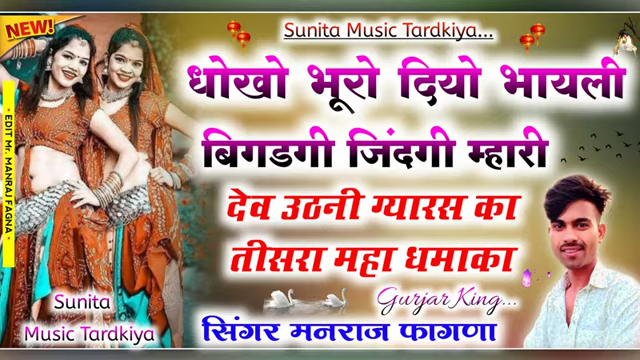 NEW!
Sunita Music Tardkiya...
धोखो भूरो दियो भायली
बिगडगी जिंदगी म्हारी
देव उठनी ग्यारस का
तीसरा महा धमाका
Gurjar King...
सिंगर मनराज फागणा
Sunita
Music Tardkiya
- EDIT Mr. MANRAJ FAGNA -